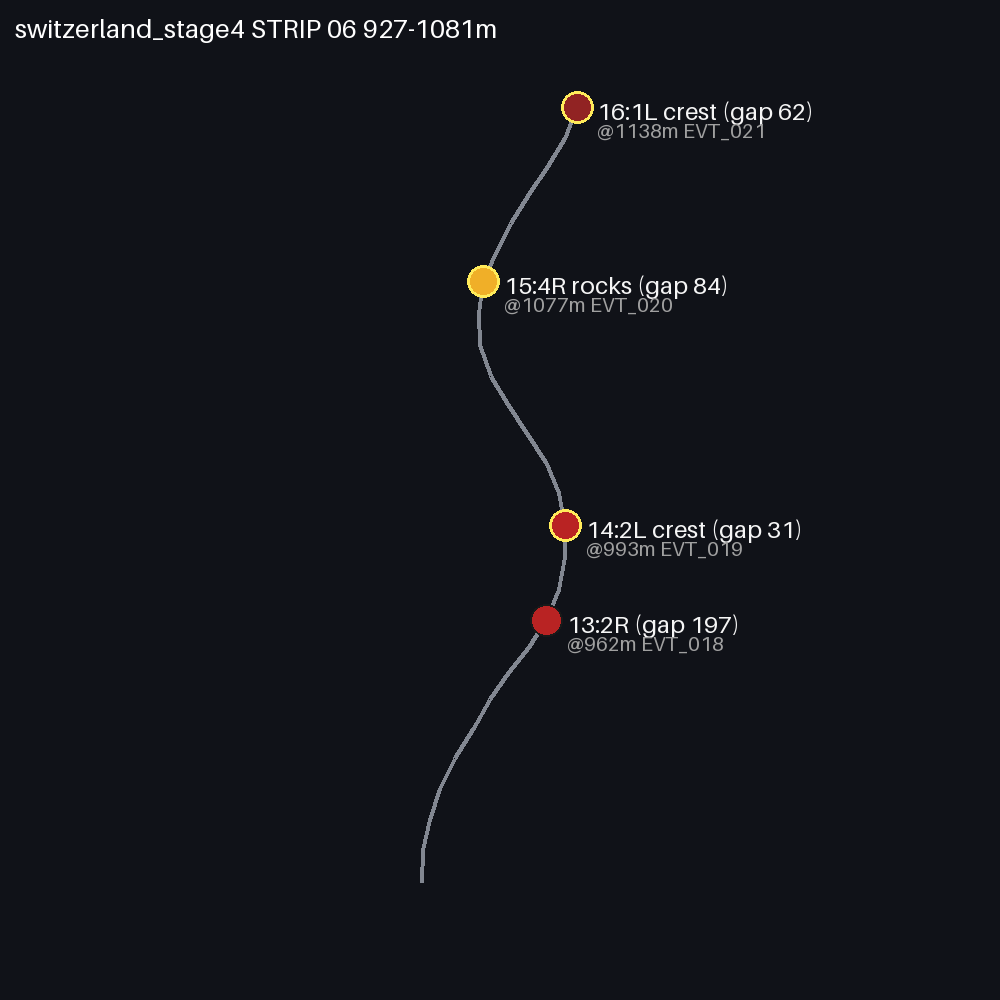 switzerland_stage4 STRIP 06 927-1081m
16:1L crest (gap 62)
@1138m EVT_021
15:4R rocks (gap 84)
@1077m EVT_020
14:2L crest (gap 31)
@993m EVT_019
13:2R (gap 197)
@962m EVT_018